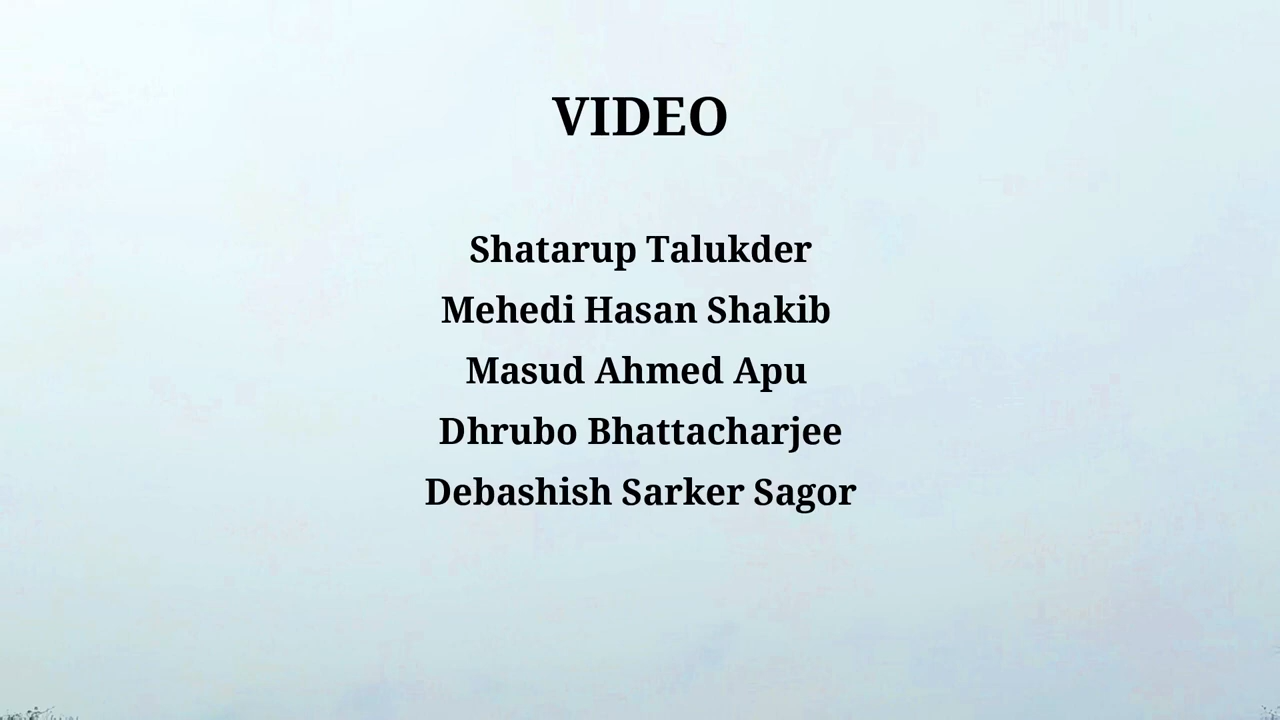 VIDEO
Shatarup Talukder
Mehedi Hasan Shakib
Masud Ahmed Apu
Dhrubo Bhattacharjee
Debashish Sarker Sagor